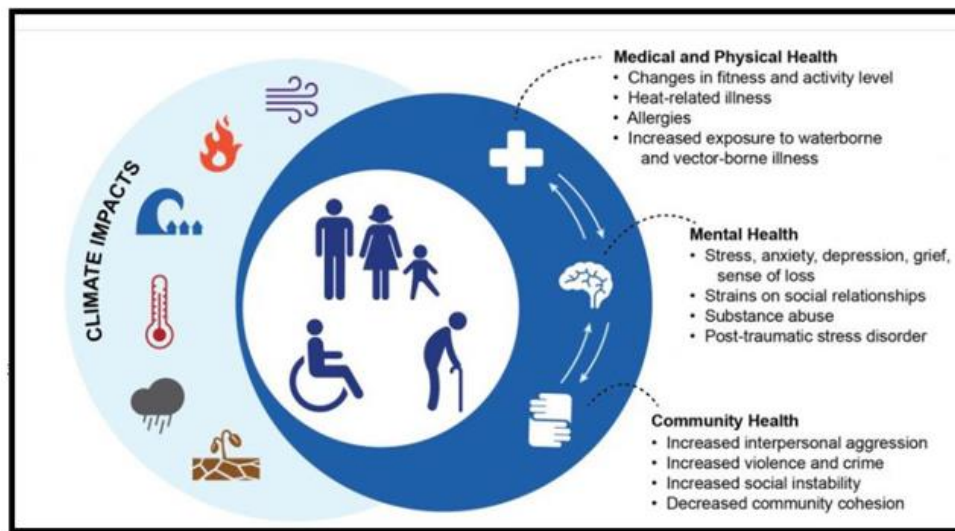 CLIMATE IMPACTS
Medical and Physical Health
• Changes in fitness and activity level
• Heat-related illness
• Allergies
• Increased exposure to waterborne
and vector-borne illness
Mental Health
• Stress, anxiety, depression, grief,
sense of loss
• Strains on social relationships
• Substance abuse
• Post-traumatic stress disorder
Community Health
• Increased interpersonal aggression
• Increased violence and crime
• Increased social instability
• Decreased community cohesion